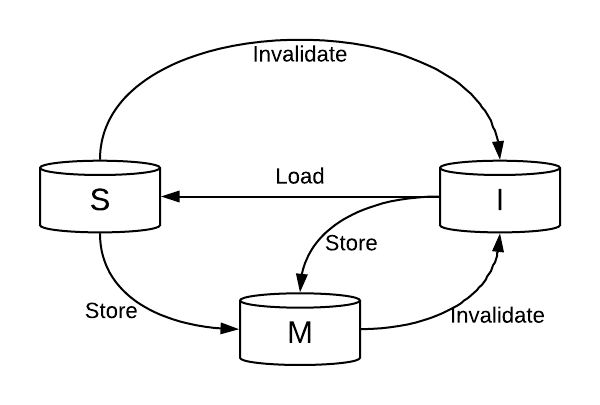 Invalidate
Load
S
I
Store
Store
Invalidate
M